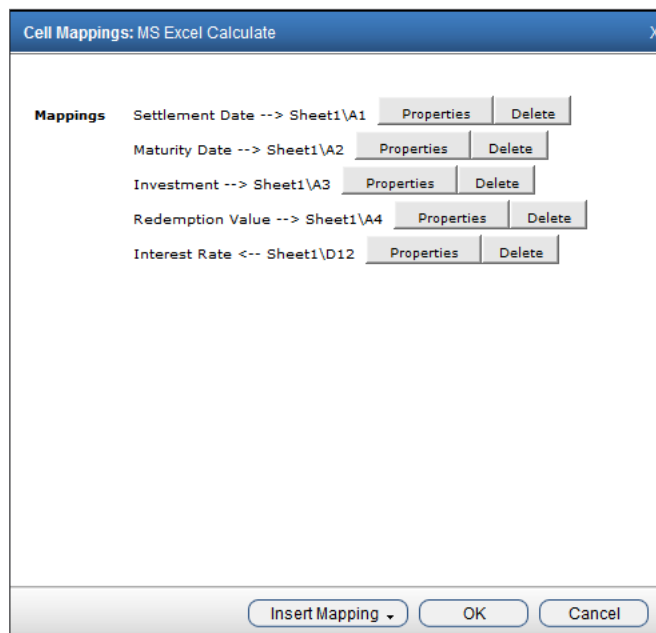 Cell Mappings: MS Excel Calculate X
Mappings Settlement Date --> Sheet1\A1 Properties Delete
Maturity Date --> Sheet1\A2 Properties Delete
Investment --> Sheet1\A3 Properties Delete
Redemption Value --> Sheet1\A4 Properties Delete
Interest Rate <-- Sheet1\D12 Properties Delete
Insert Mapping OK Cancel